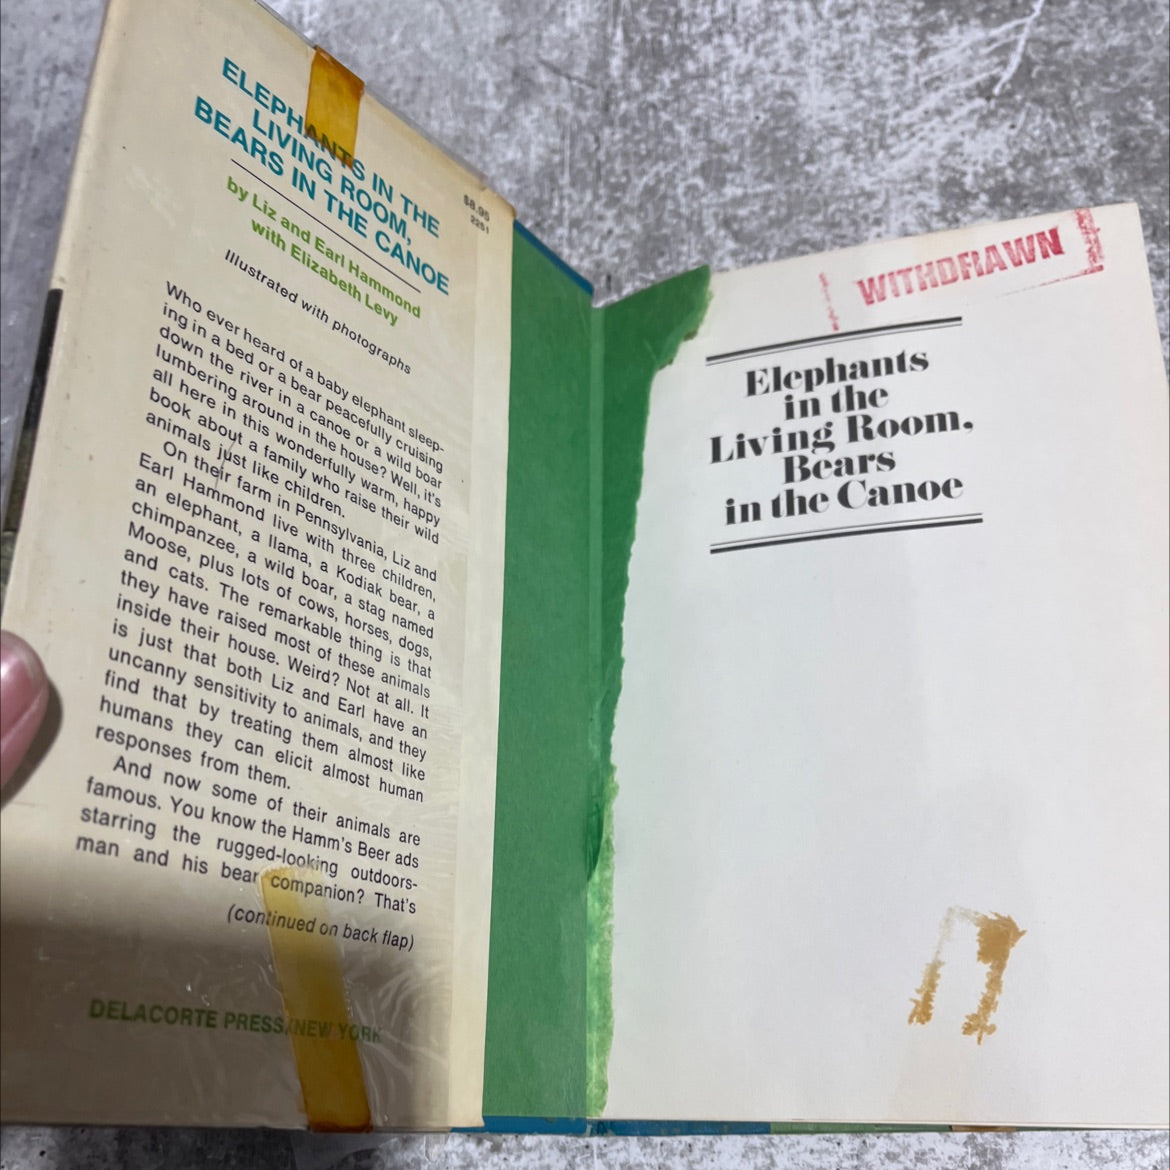 ELEPHANTS IN THE
LIVING ROOM,
BEARS IN THE CANOE
by Liz and Earl Hammond
with Elizabeth Levy
Illustrated with photographs
$8.95
2251
Who ever heard of a baby elephant sleep-
ing in a bed or a bear peacefully cruising
down the river in a canoe or a wild boar
lumbering around in the house? Well, it's
all here in this wonderfully warm, happy
book about a family who raise their wild
animals just like children.
On their farm in Pennsylvania, Liz and
Earl Hammond live with three children,
an elephant, a llama, a Kodiak bear, a
chimpanzee, a wild boar, a stag named
Moose, plus lots of cows, horses, dogs,
and cats. The remarkable thing is that
they have raised most of these animals
inside their house. Weird? Not at all. It
is just that both Liz and Earl have an
uncanny sensitivity to animals, and they
find that by treating them almost like
humans they can elicit almost human
responses from them.
And now some of their animals are
famous. You know the Hamm's Beer ads
starring the rugged-looking outdoors-
man and his bear companion? That's
(continued on back flap)
DELACORTE PRESS/NEW YORK
WITHDRAWN
Elephants
in the
Living Room,
Bears
in the Canoe